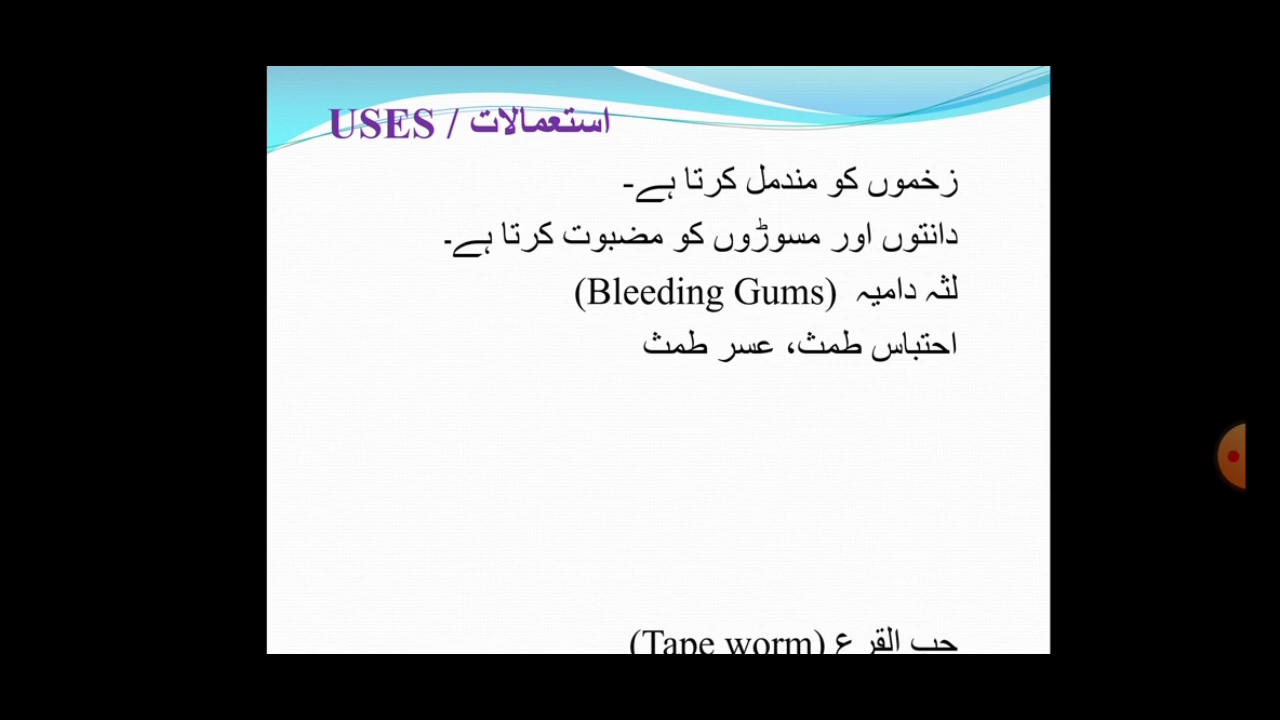 USES / استعمالات
زخموں کو مندمل کرتا ہے۔
دانتوں اور مسوڑوں کو مضبوت کرتا ہے۔
لثہ دامیہ (Bleeding Gums)
احتباس طمث، عسر طمث
حب القرع (Tape worm)